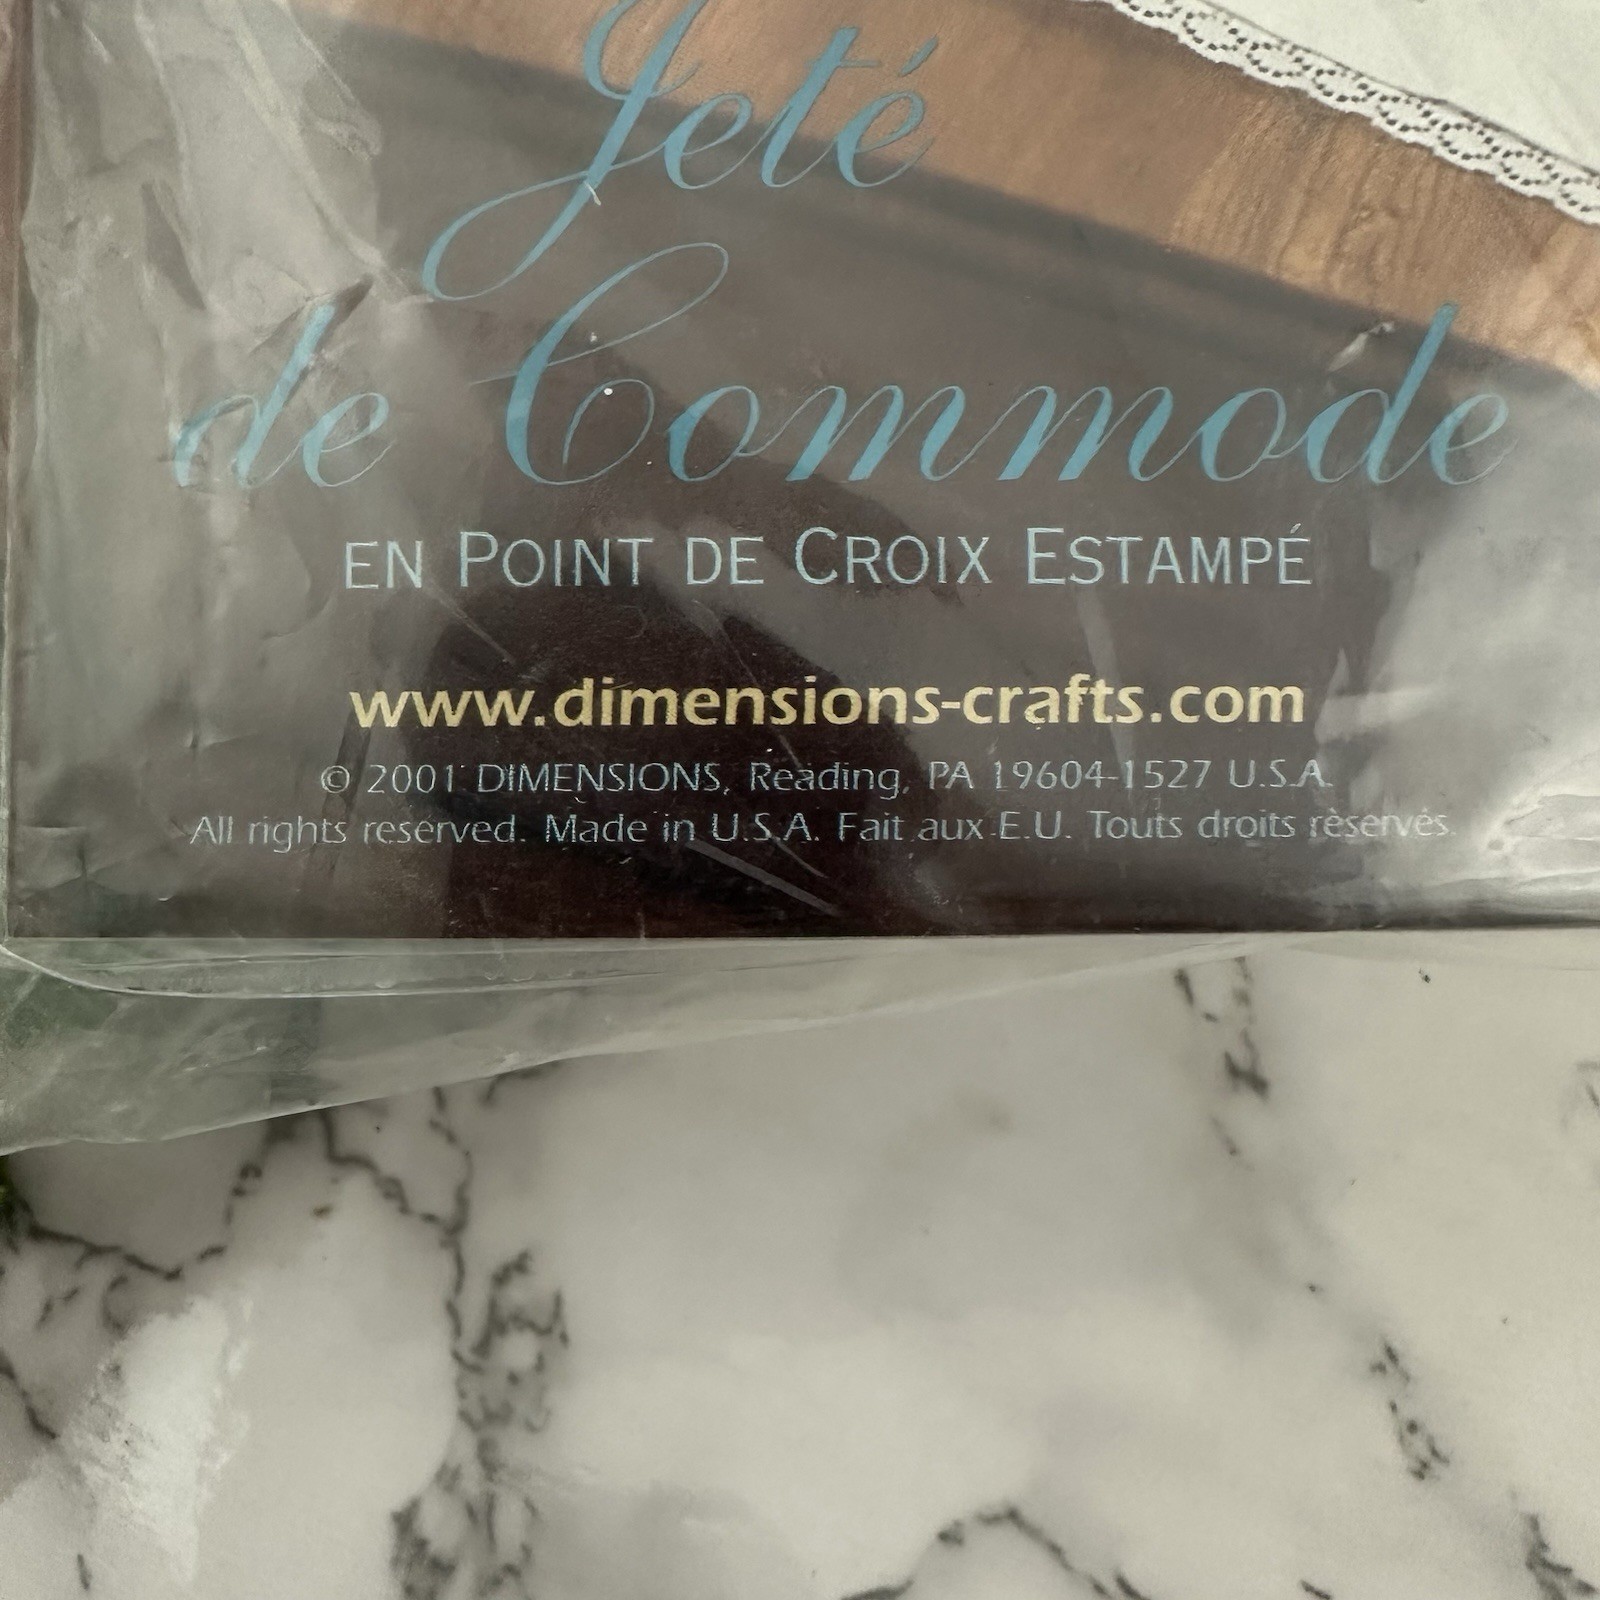 Jeté
de Commode
EN POINT DE CROIX ESTAMPÉ
www.dimensions-crafts.com
© 2001 DIMENSIONS, Reading, PA 19604-1527 U.S.A.
All rights reserved. Made in U.S.A. Fait aux E.U. Touts droits rèservés.